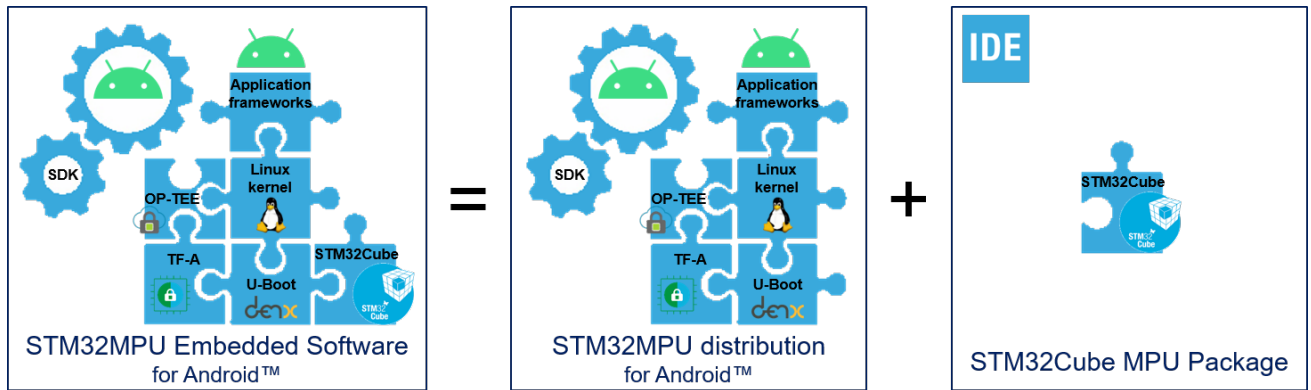 Application
frameworks
SDK
Linux
kernel
OP-TEE
TF-A
STM32Cube
U-Boot
denx
STM32
Cube
STM32MPU Embedded Software
for Android™
=
Application
frameworks
SDK
Linux
kernel
OP-TEE
TF-A
U-Boot
denx
STM32MPU distribution
for Android™
+
IDE
STM32Cube
STM32
Cube
STM32Cube MPU Package